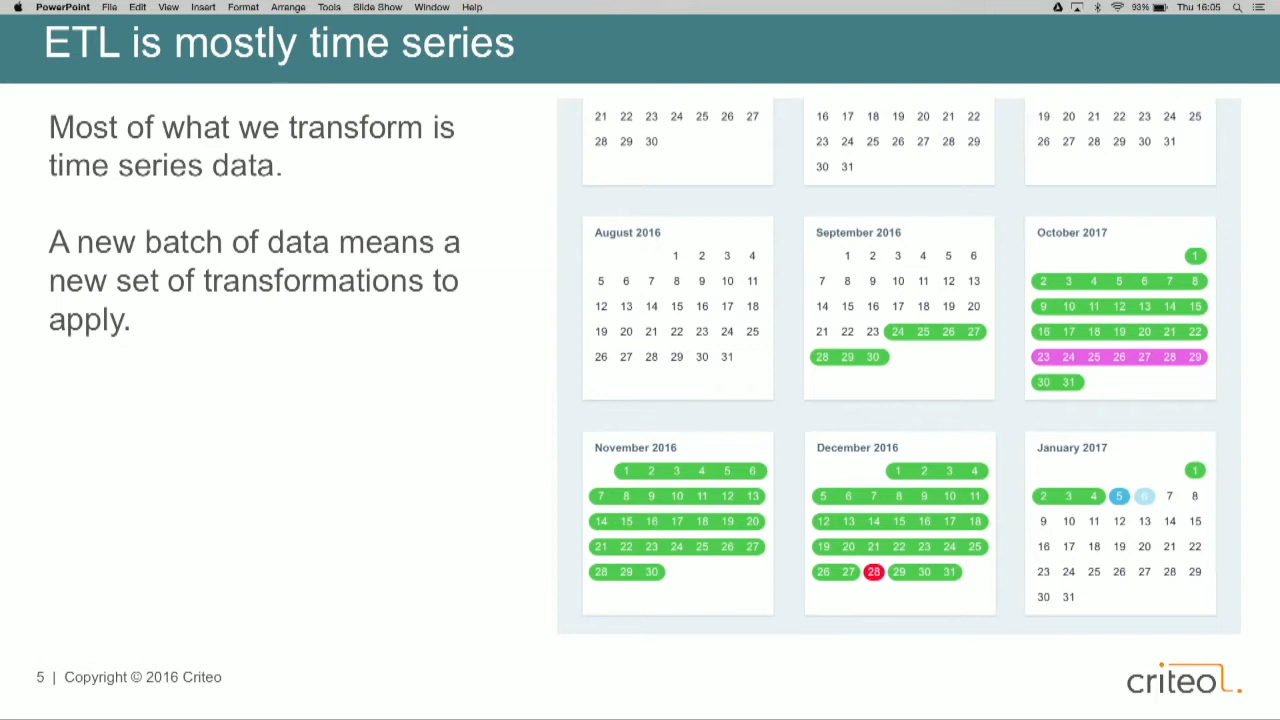 PowerPoint File Edit View Insert Format Arrange Tools Slide Show Window Help 93% Thu 16:05
ETL is mostly time series
Most of what we transform is
time series data.
A new batch of data means a
new set of transformations to
apply.
21 22 23 24 25 26 27
28 29 30
16 17 18 19 20 21 22
23 24 25 26 27 28 29
30 31
19 20 21 22 23 24 25
26 27 28 29 30 31
August 2016
1 2 3 4
5 6 7 8 9 10 11
12 13 14 15 16 17 18
19 20 21 22 23 24 25
26 27 28 29 30 31
September 2016
1 2 3 4 5 6
7 8 9 10 11 12 13
14 15 16 17 18 19 20
21 22 23 24 25 26 27
28 29 30
October 2017
1
2 3 4 5 6 7 8
9 10 11 12 13 14 15
16 17 18 19 20 21 22
23 24 25 26 27 28 29
30 31
November 2016
1 2 3 4 5 6
7 8 9 10 11 12 13
14 15 16 17 18 19 20
21 22 23 24 25 26 27
28 29 30
December 2016
1 2 3 4
5 6 7 8 9 10 11
12 13 14 15 16 17 18
19 20 21 22 23 24 25
26 27 28 29 30 31
January 2017
1
2 3 4 5 6 7 8
9 10 11 12 13 14 15
16 17 18 19 20 21 22
23 24 25 26 27 28 29
30 31
5 | Copyright © 2016 Criteo
criteo